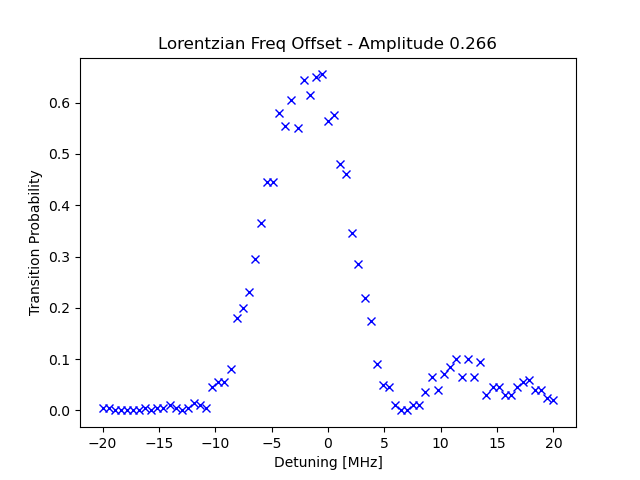 Lorentzian Freq Offset - Amplitude 0.266
Transition Probability
0.6
0.5
0.4
0.3
0.2
0.1
0.0
−20 −15 −10 −5 0 5 10 15 20
Detuning [MHz]